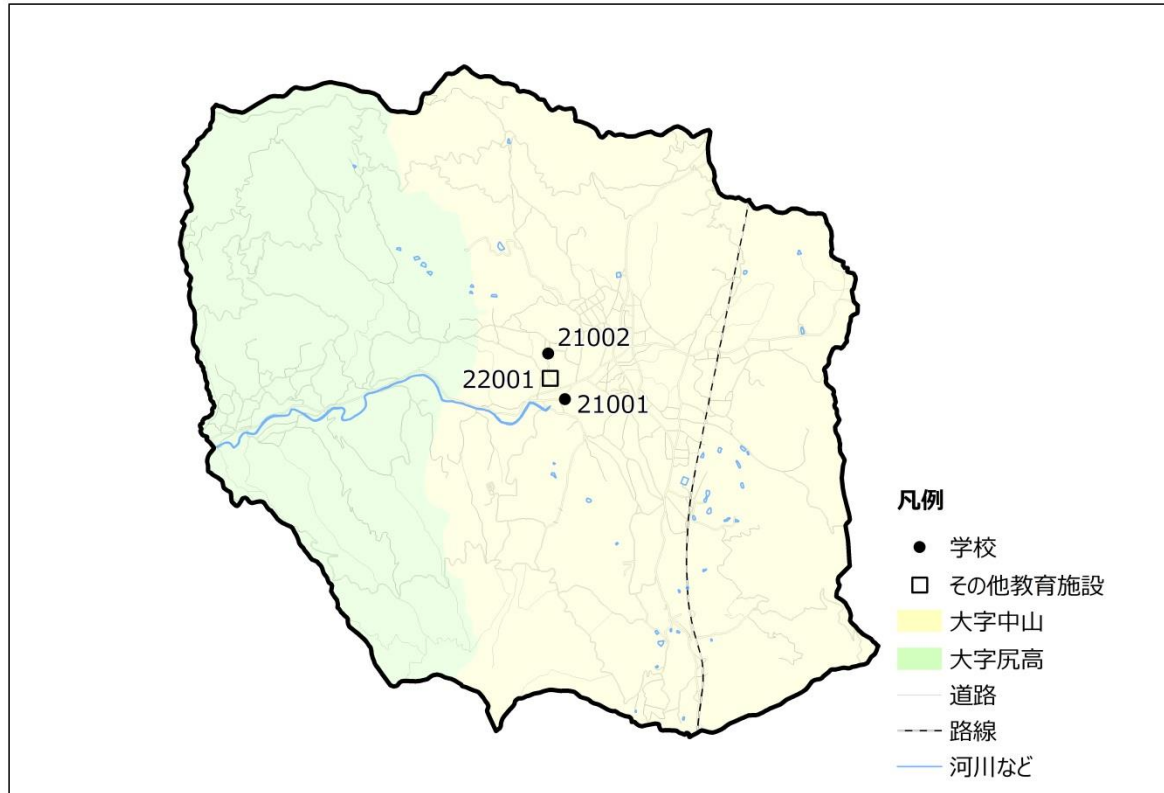 21002
22001
21001
凡例
学校
その他教育施設
大字中山
大字尻高
道路
路線
河川など